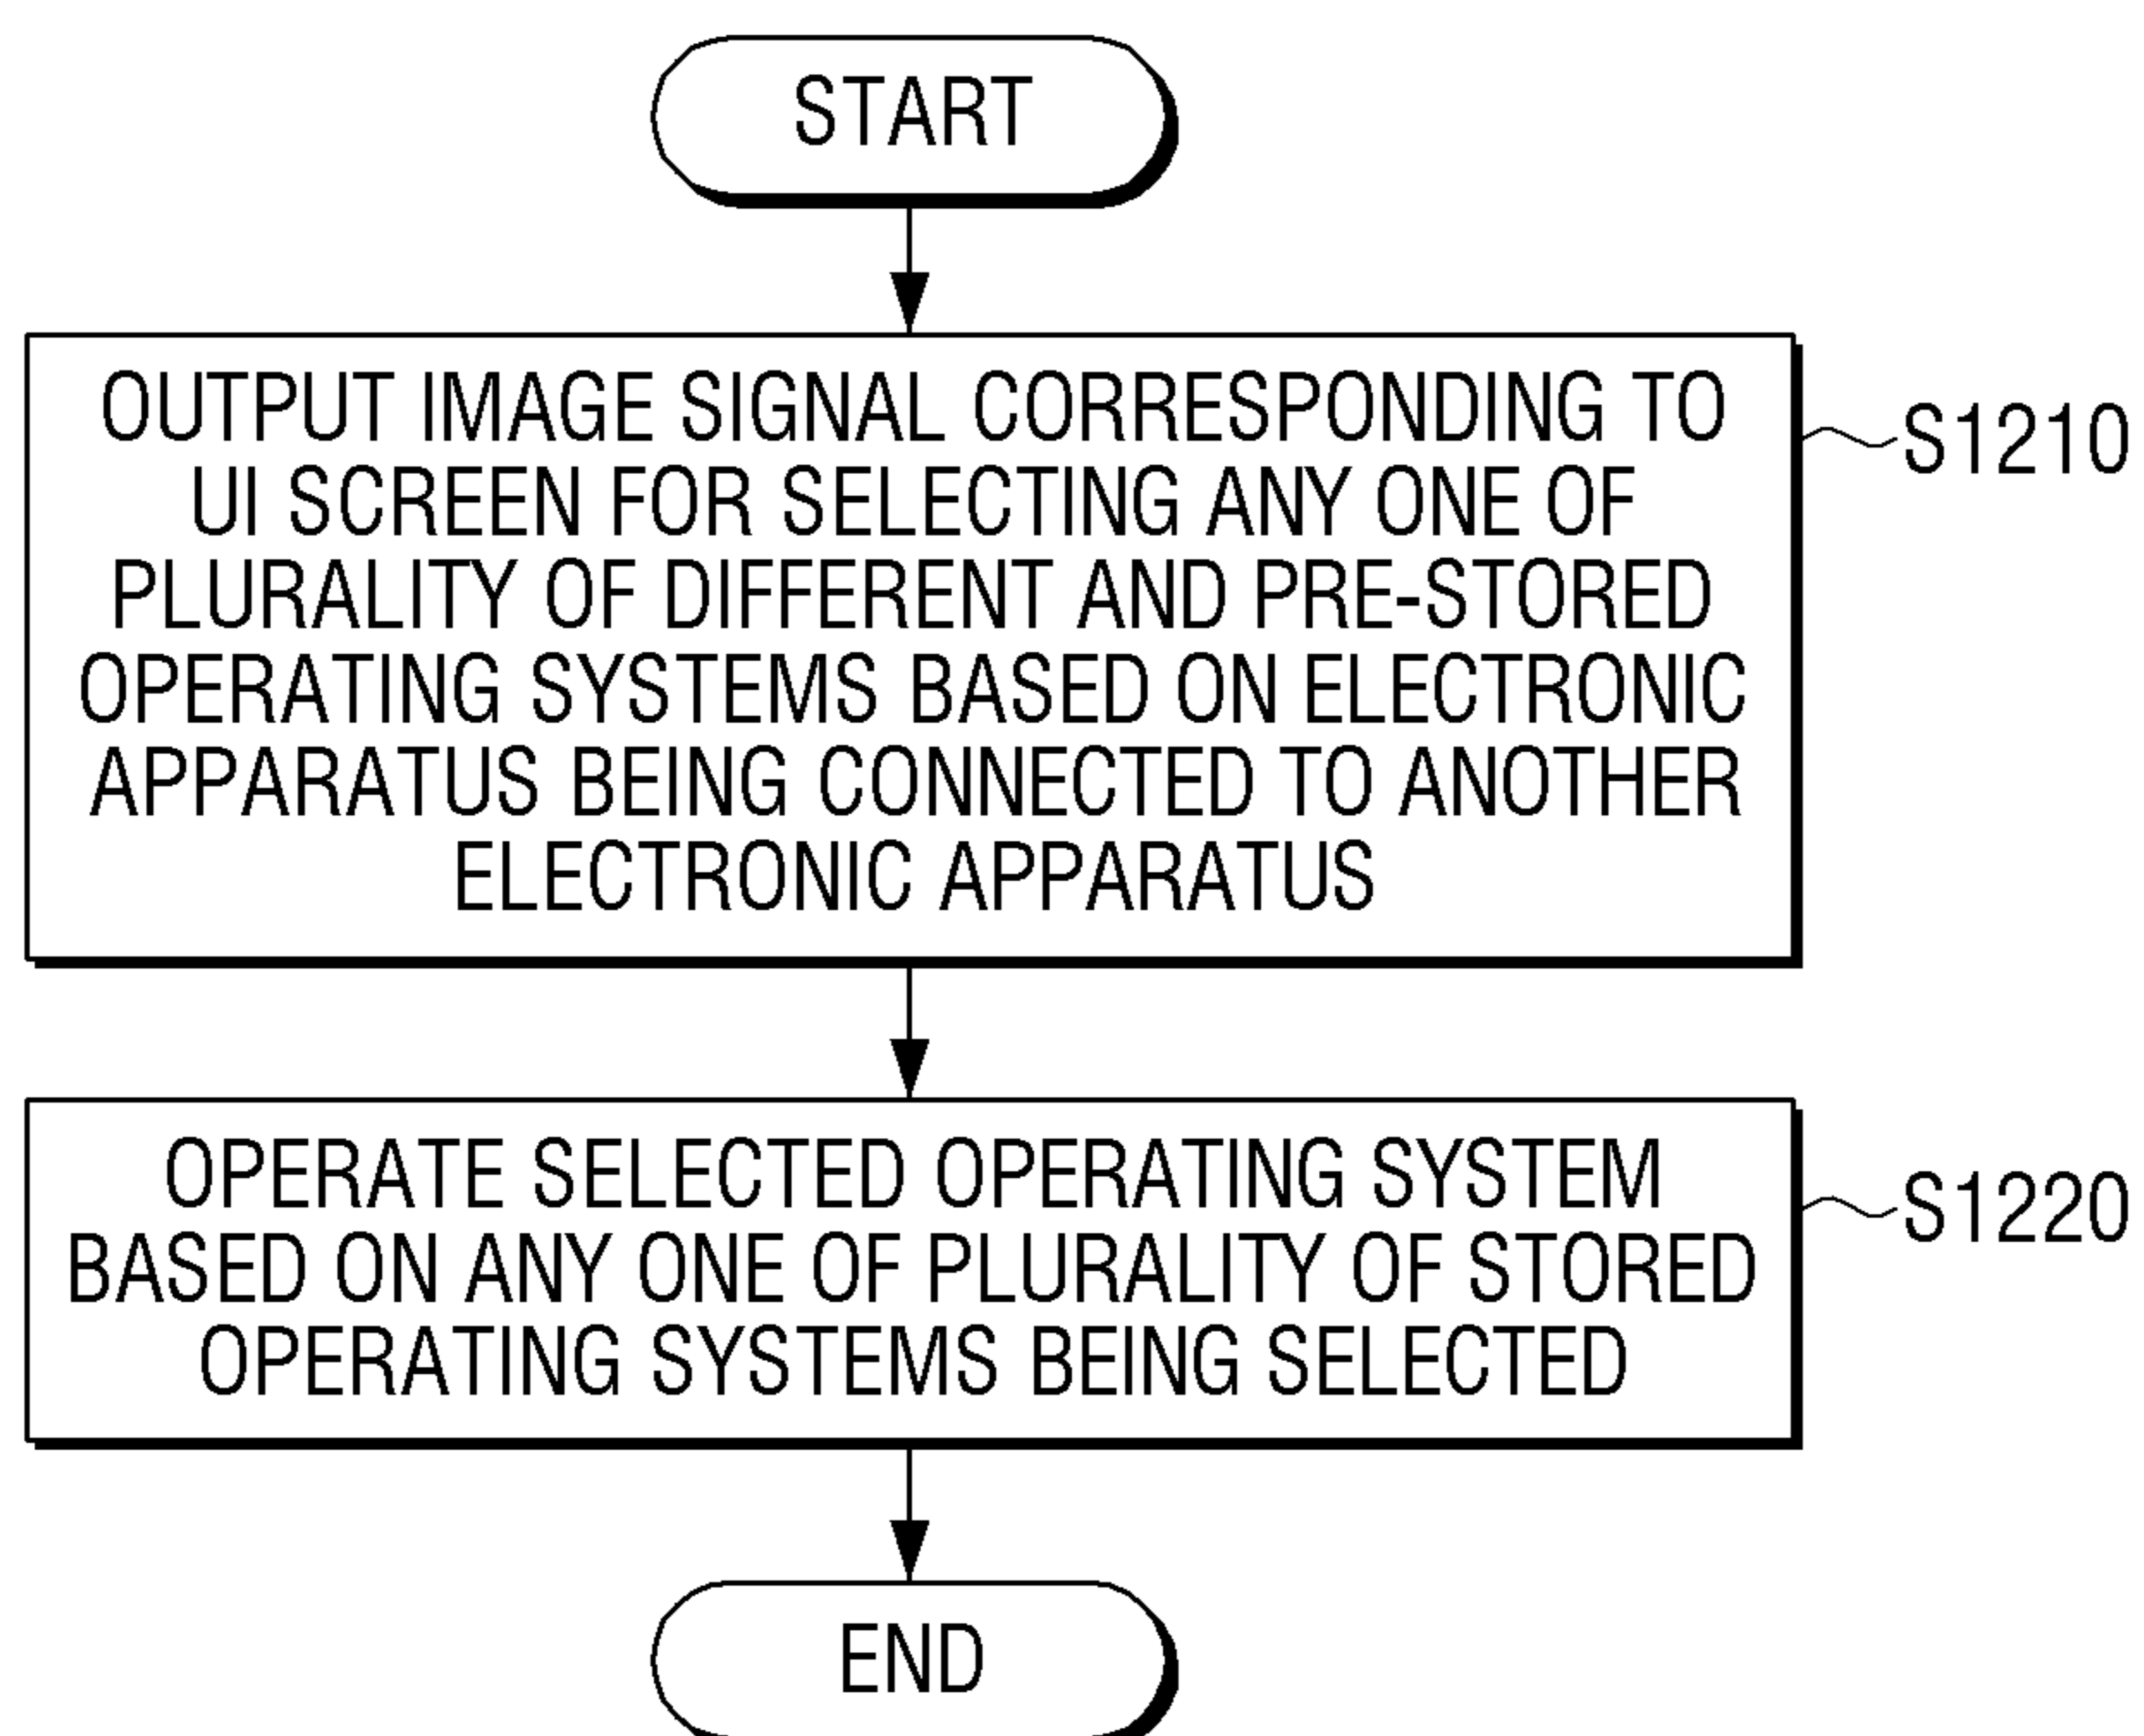 START
OUTPUT IMAGE SIGNAL CORRESPONDING TO
UI SCREEN FOR SELECTING ANY ONE OF
PLURALITY OF DIFFERENT AND PRE-STORED
OPERATING SYSTEMS BASED ON ELECTRONIC
APPARATUS BEING CONNECTED TO ANOTHER
ELECTRONIC APPARATUS
S1210
OPERATE SELECTED OPERATING SYSTEM
BASED ON ANY ONE OF PLURALITY OF STORED
OPERATING SYSTEMS BEING SELECTED
S1220
END